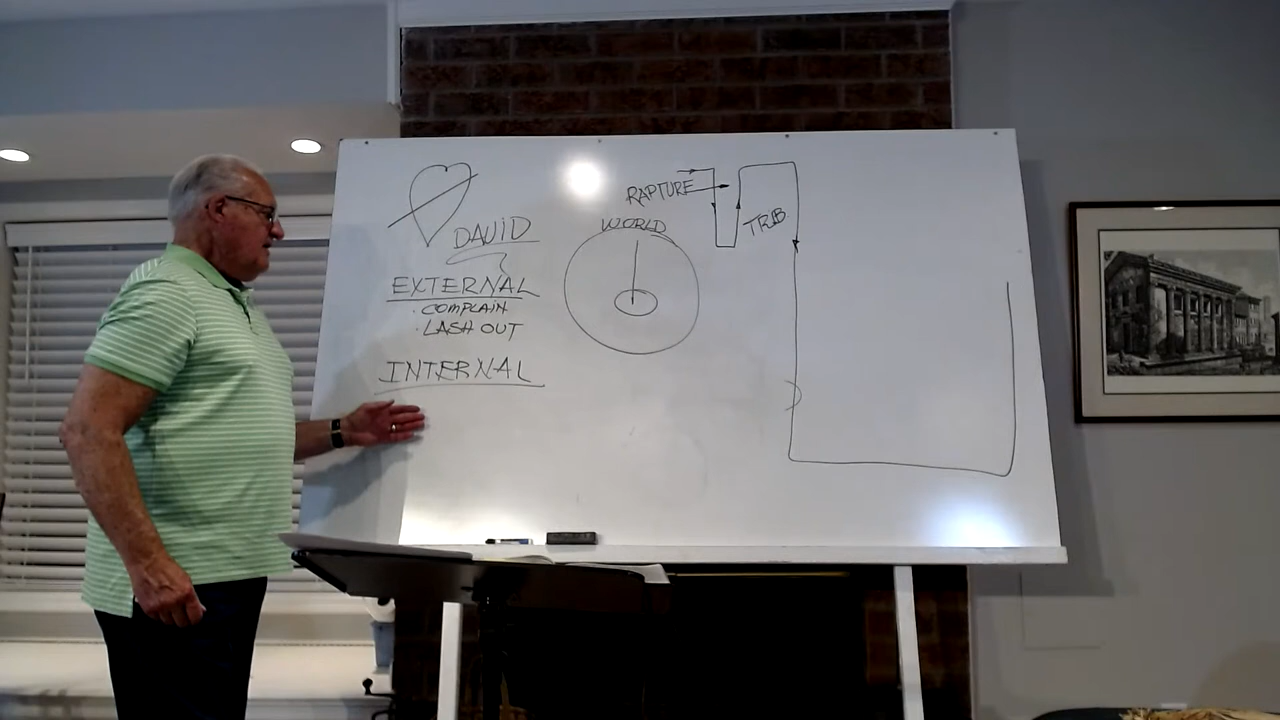 DAVID
EXTERNAL
· COMPLAIN
· LASH OUT
INTERNAL
RAPTURE
WORLD
TRIB